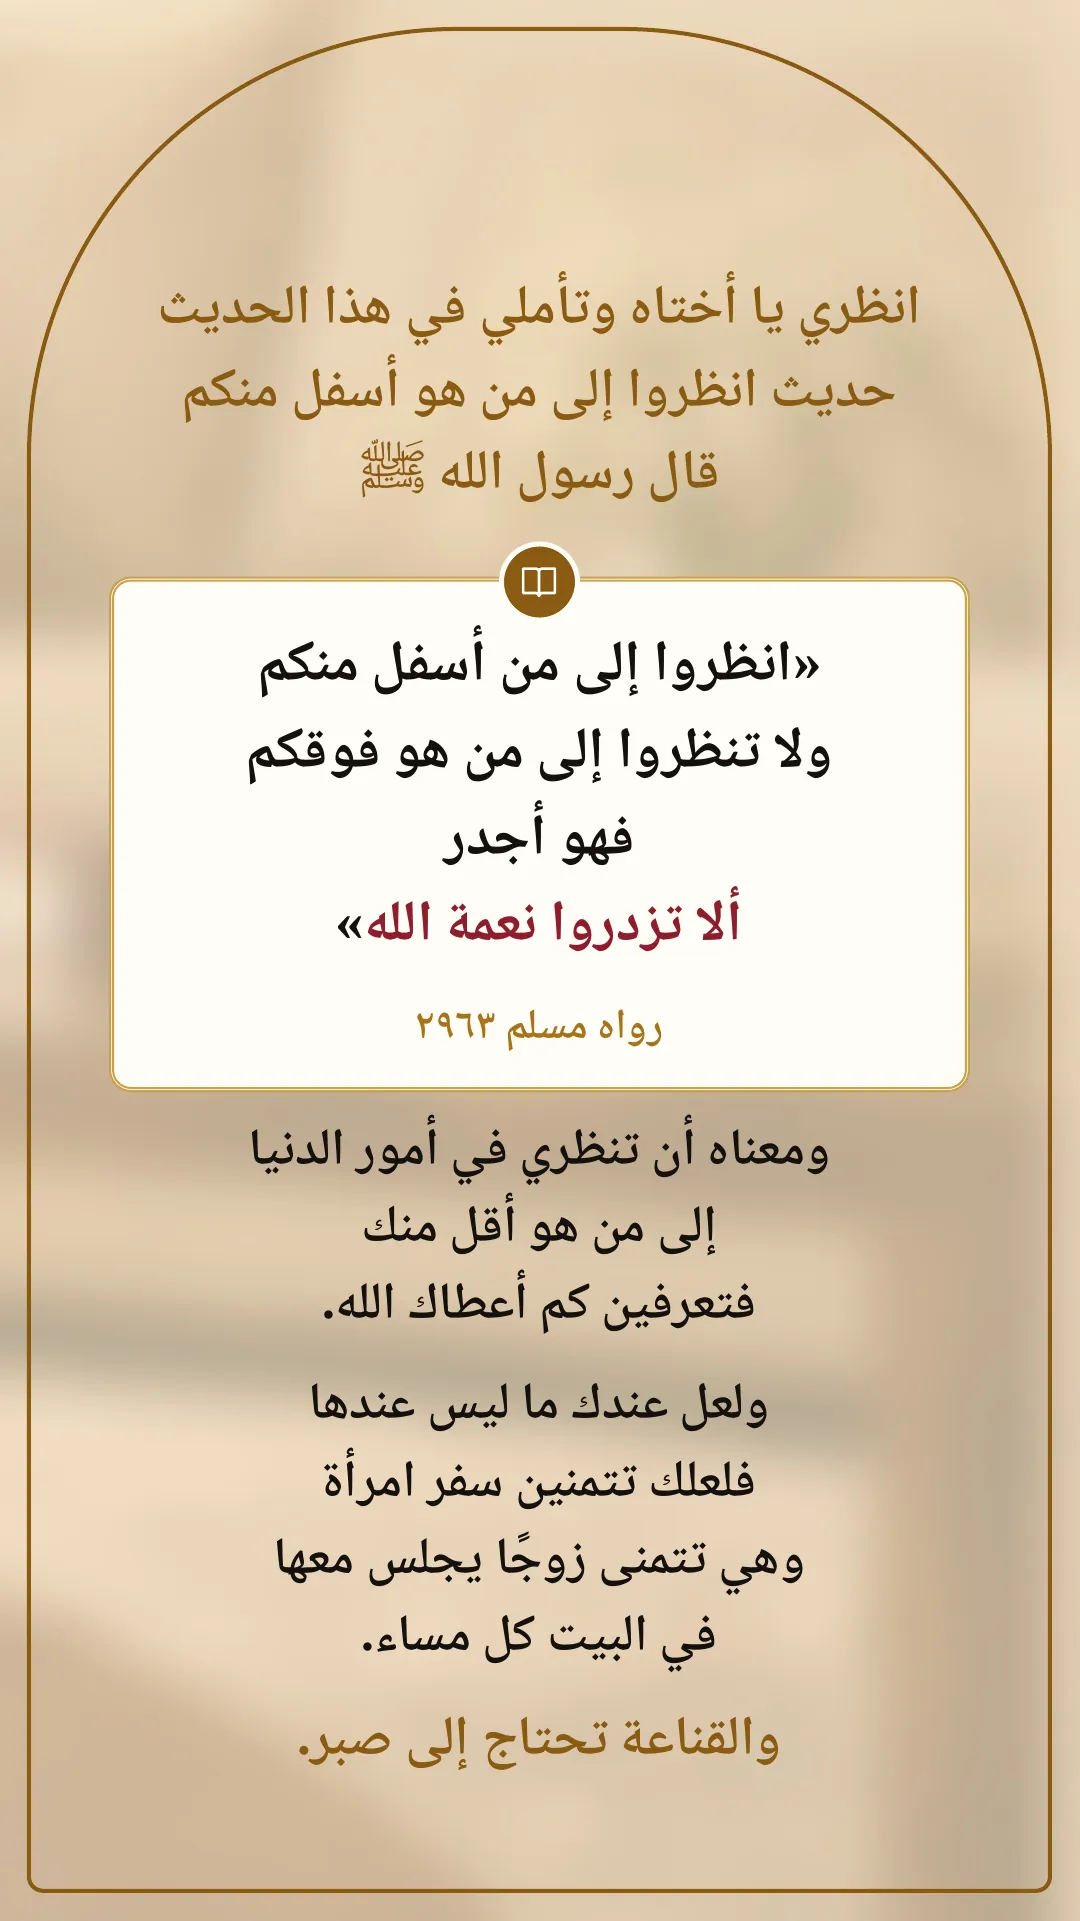 انظري يا أختاه وتأملي في هذا الحديث
حديث انظروا إلى من هو أسفل منكم
قال رسول الله ﷺ
«انظروا إلى من أسفل منكم
ولا تنظروا إلى من هو فوقكم
فهو أجدر
ألا تزدروا نعمة الله»
رواه مسلم ٢٩٦٣
ومعناه أن تنظري في أمور الدنيا
إلى من هو أقل منك
فتعرفين كم أعطاك الله.
ولعل عندك ما ليس عندها
فلعلك تتمنين سفر امرأة
وهي تتمنى زوجًا يجلس معها
في البيت كل مساء.
والقناعة تحتاج إلى صبر.